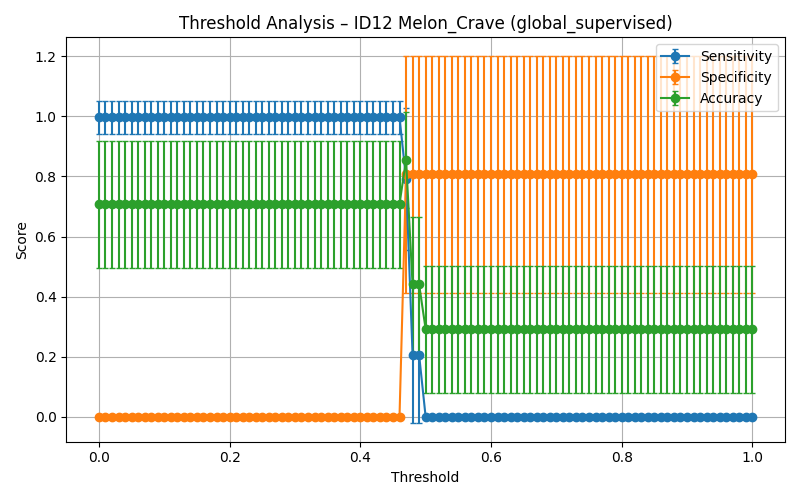 Threshold Analysis – ID12 Melon_Crave (global_supervised)
Sensitivity
Specificity
Accuracy
1.2
1.0
0.8
0.6
0.4
0.2
0.0
Score
0.0 0.2 0.4 0.6 0.8 1.0
Threshold